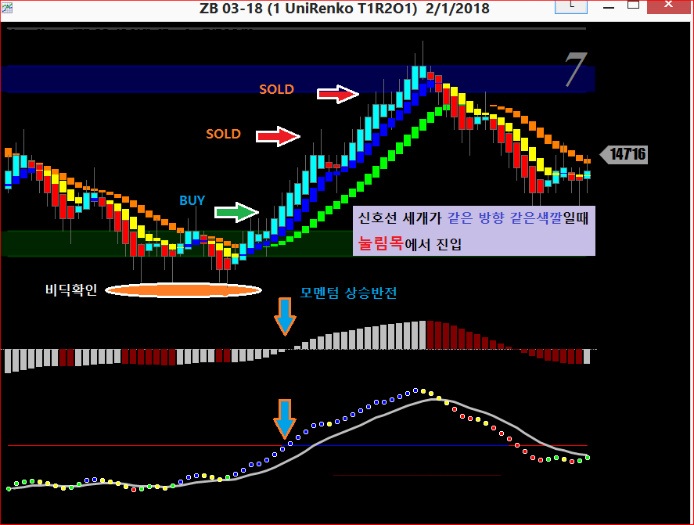 ZB 03-18 (1 UniRenko T1R2O1) 2/1/2018
7
SOLD
SOLD
14716
BUY
신호선 세개가 같은 방향 같은색깔일때
눌림목에서 진입
비딕확인
모멘텀 상승반전